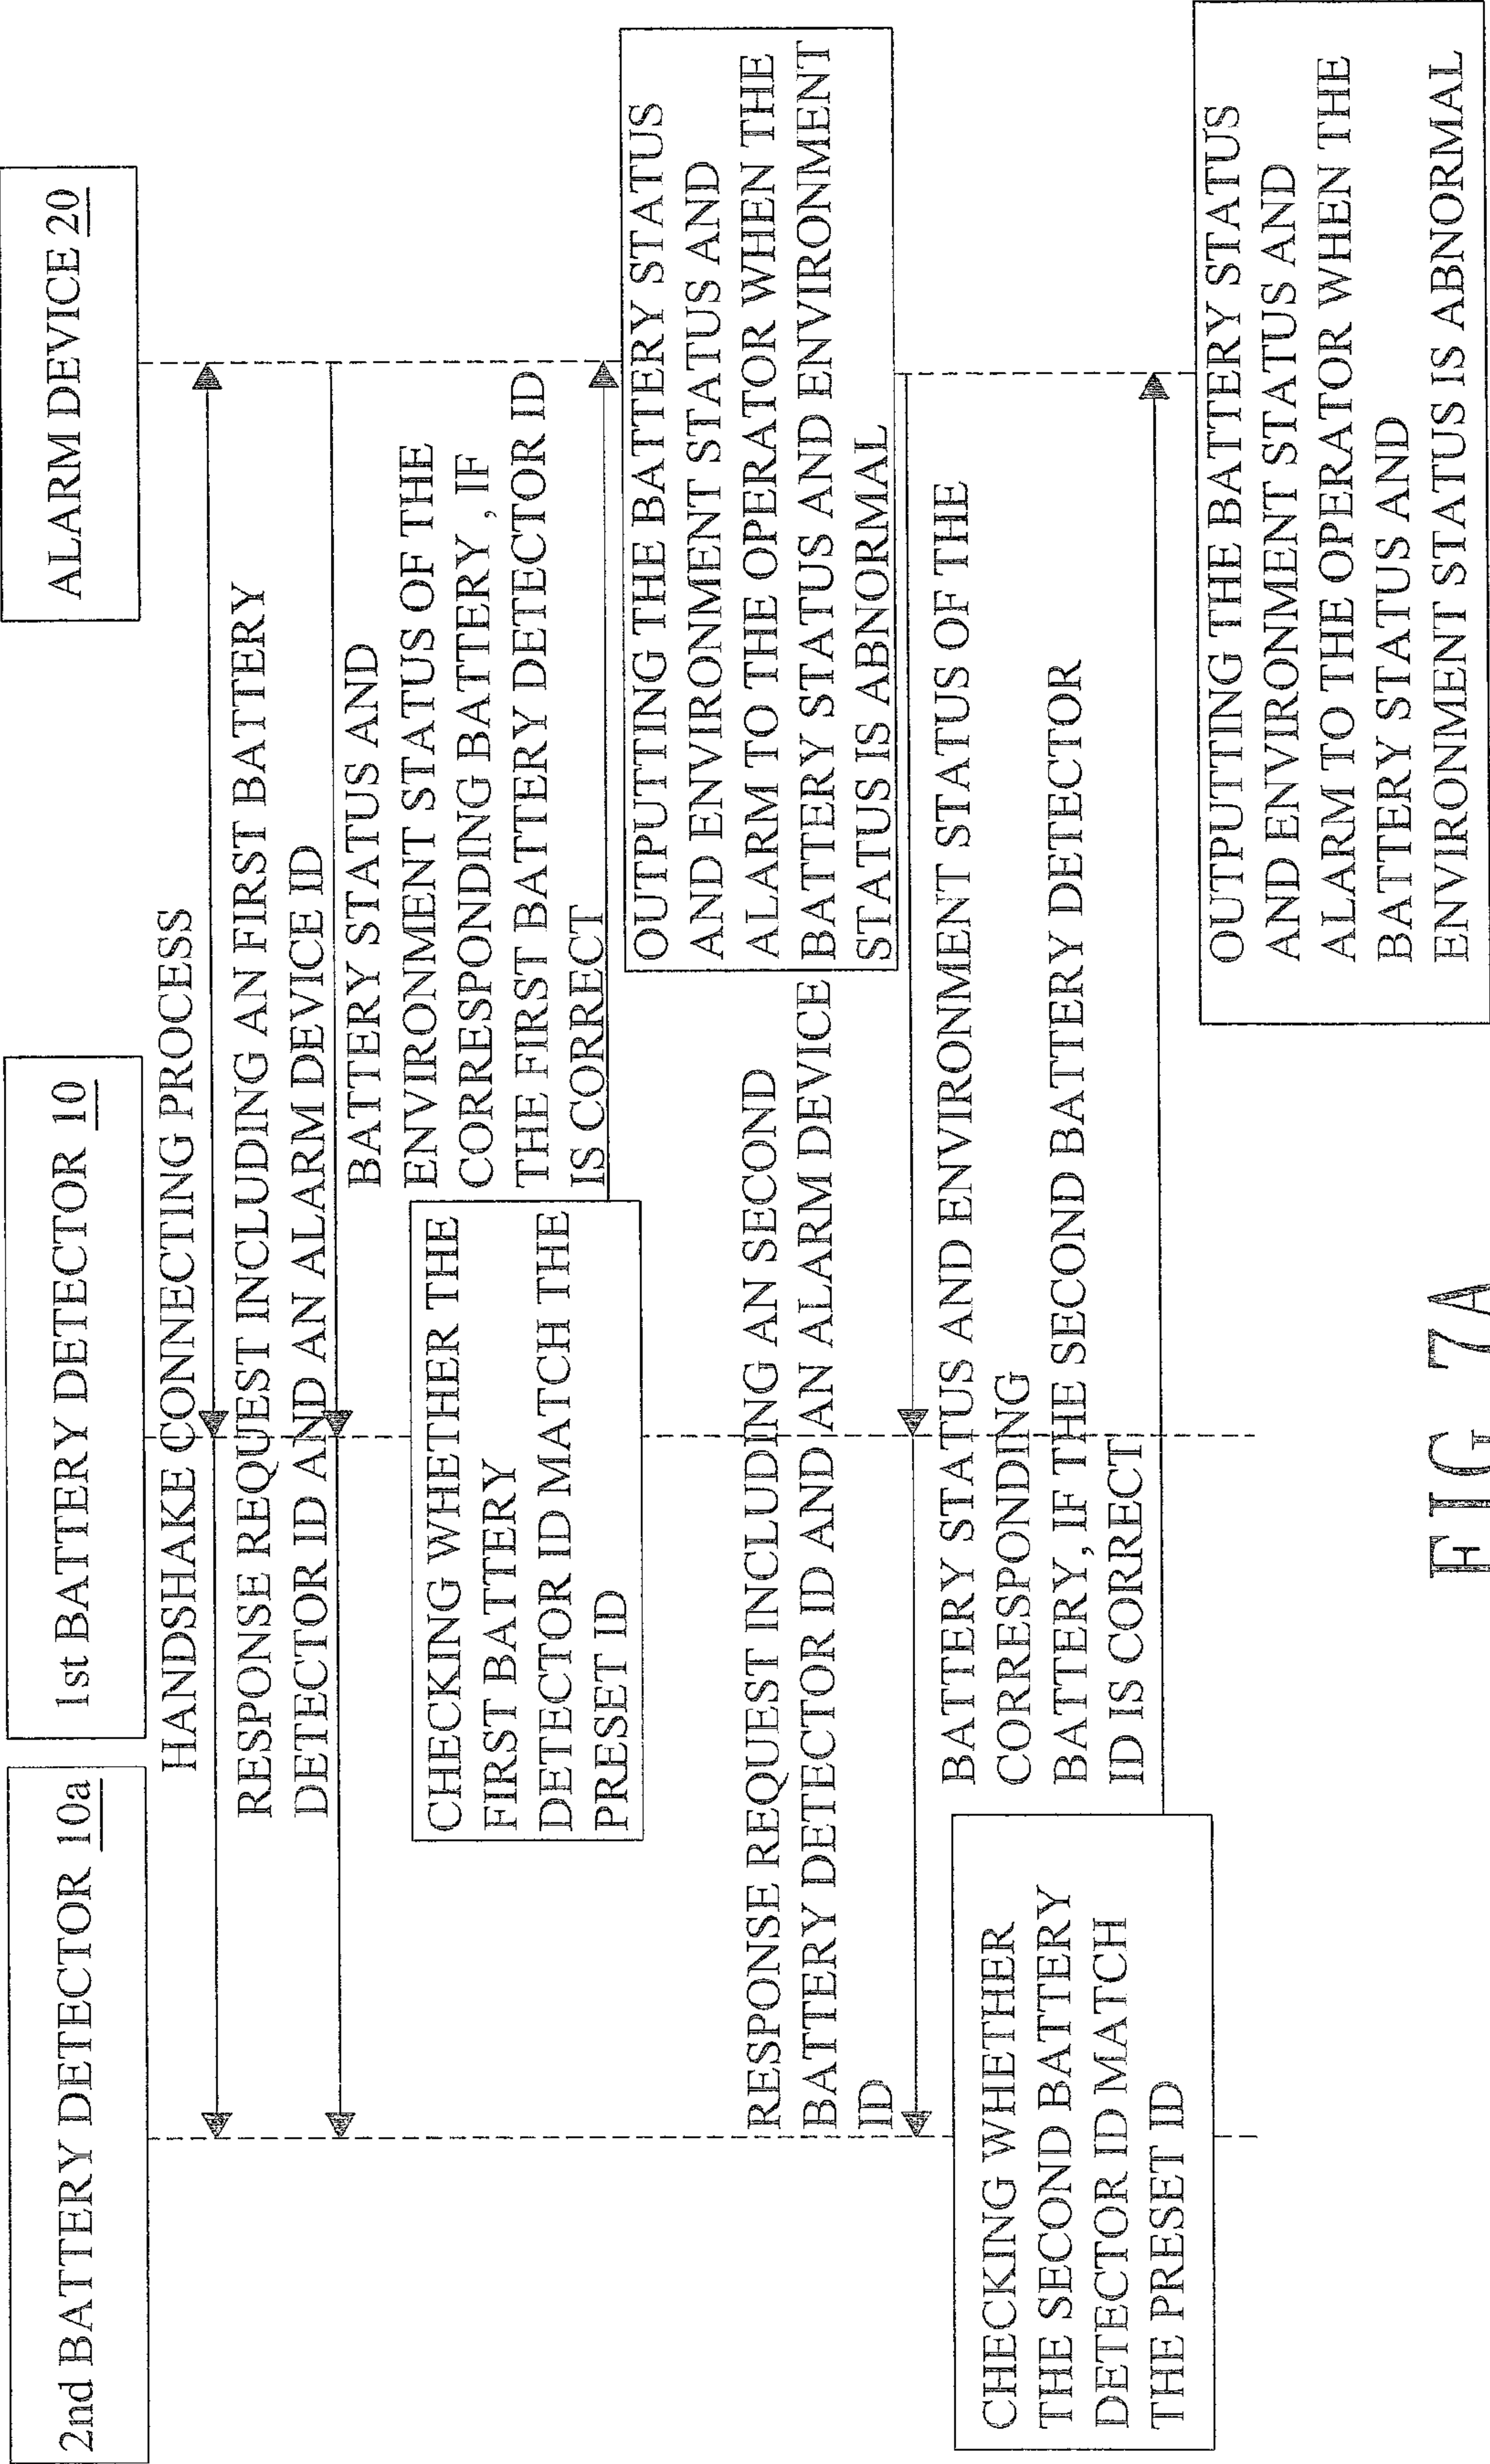 2nd BATTERY DETECTOR 10a
1st BATTERY DETECTOR 10
ALARM DEVICE 20
HANDSHAKE CONNECTING PROCESS
RESPONSE REQUEST INCLUDING AN FIRST BATTERY
DETECTOR ID AND AN ALARM DEVICE ID
BATTERY STATUS AND
ENVIRONMENT STATUS OF THE
CORRESPONDING BATTERY , IF
THE FIRST BATTERY DETECTOR ID
IS CORRECT
CHECKING WHETHER THE
FIRST BATTERY
DETECTOR ID MATCH THE
PRESET ID
OUTPUTTING THE BATTERY STATUS
AND ENVIRONMENT STATUS AND
ALARM TO THE OPERATOR WHEN THE
BATTERY STATUS AND ENVIRONMENT
STATUS IS ABNORMAL
RESPONSE REQUEST INCLUDING AN SECOND
BATTERY DETECTOR ID AND AN ALARM DEVICE
ID
BATTERY STATUS AND ENVIRONMENT STATUS OF THE
CORRESPONDING
BATTERY, IF THE SECOND BATTERY DETECTOR
ID IS CORRECT
CHECKING WHETHER
THE SECOND BATTERY
DETECTOR ID MATCH
THE PRESET ID
OUTPUTTING THE BATTERY STATUS
AND ENVIRONMENT STATUS AND
ALARM TO THE OPERATOR WHEN THE
BATTERY STATUS AND
ENVIRONMENT STATUS IS ABNORMAL
FIG 7A